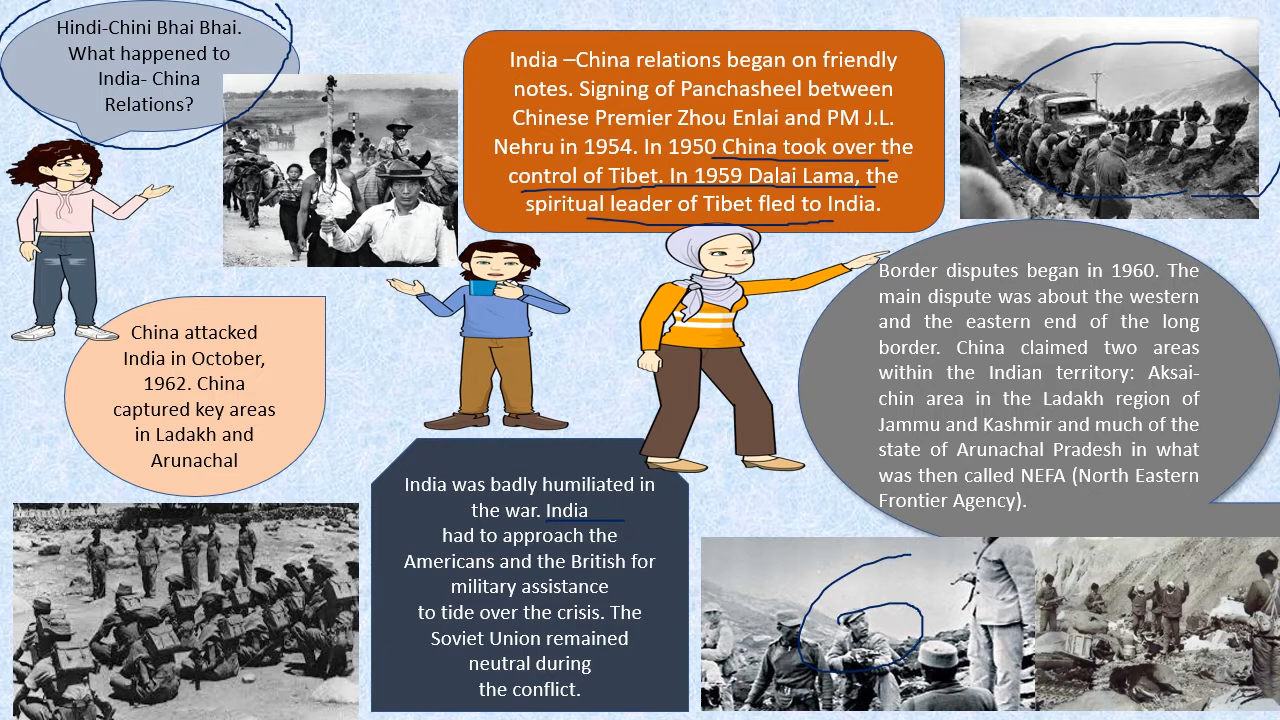 Hindi-Chini Bhai Bhai.
What happened to
India- China
Relations?
India –China relations began on friendly
notes. Signing of Panchasheel between
Chinese Premier Zhou Enlai and PM J.L.
Nehru in 1954. In 1950 China took over the
control of Tibet. In 1959 Dalai Lama, the
spiritual leader of Tibet fled to India.
Border disputes began in 1960. The
main dispute was about the western
and the eastern end of the long
border. China claimed two areas
within the Indian territory: Aksai-
chin area in the Ladakh region of
Jammu and Kashmir and much of the
state of Arunachal Pradesh in what
was then called NEFA (North Eastern
Frontier Agency).
China attacked
India in October,
1962. China
captured key areas
in Ladakh and
Arunachal
India was badly humiliated in
the war. India
had to approach the
Americans and the British for
military assistance
to tide over the crisis. The
Soviet Union remained
neutral during
the conflict.